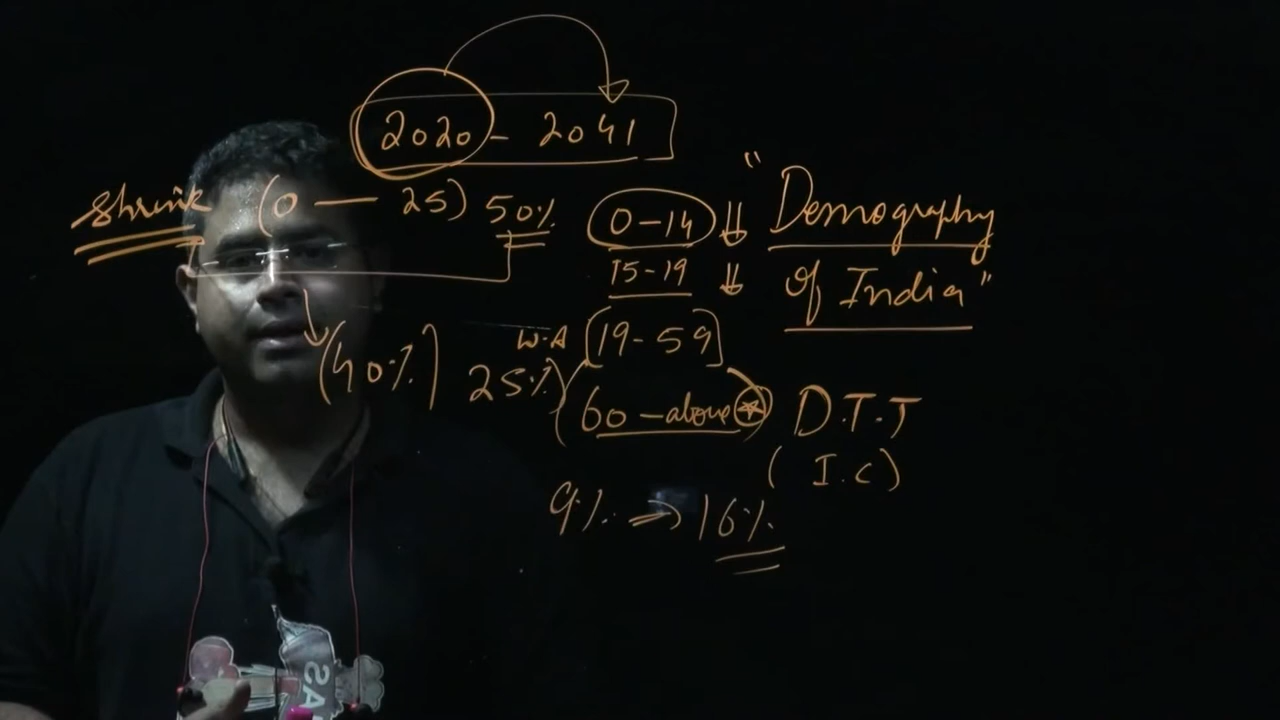 2020 - 2041
Shrink (0 — 25) 50%
(40%) 25%
0-14 ⇓
15-19 ⇓
W.A [19-59]
(60 - above ☆)
9% → 16%
"Demography
of India"
D.T.T
(I.C)
SA